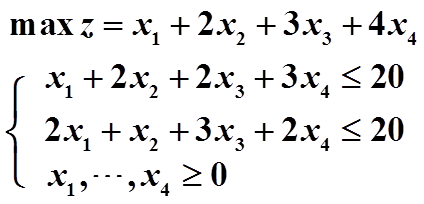 max z = x₁ + 2x₂ + 3x₃ + 4x₄
x₁ + 2x₂ + 2x₃ + 3x₄ ≤ 20
2x₁ + x₂ + 3x₃ + 2x₄ ≤ 20
x₁,⋯,x₄ ≥ 0